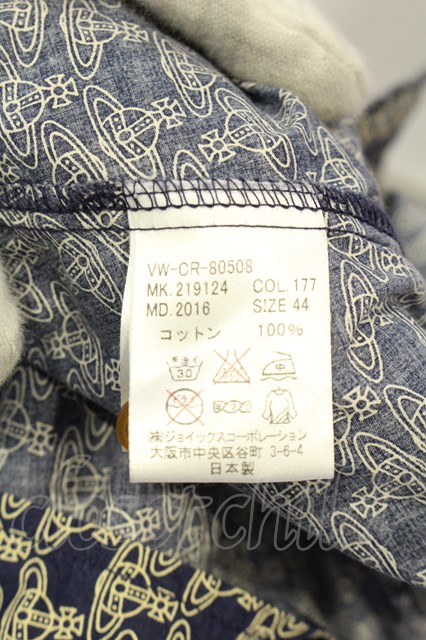 VW-CR-80508
MK. 219124 COL. 177
MD. 2016 SIZE 44
コットン 100%
30 中
㈱ジョイックスコーポレーション
大阪市中央区谷町 3-6-4
日本製